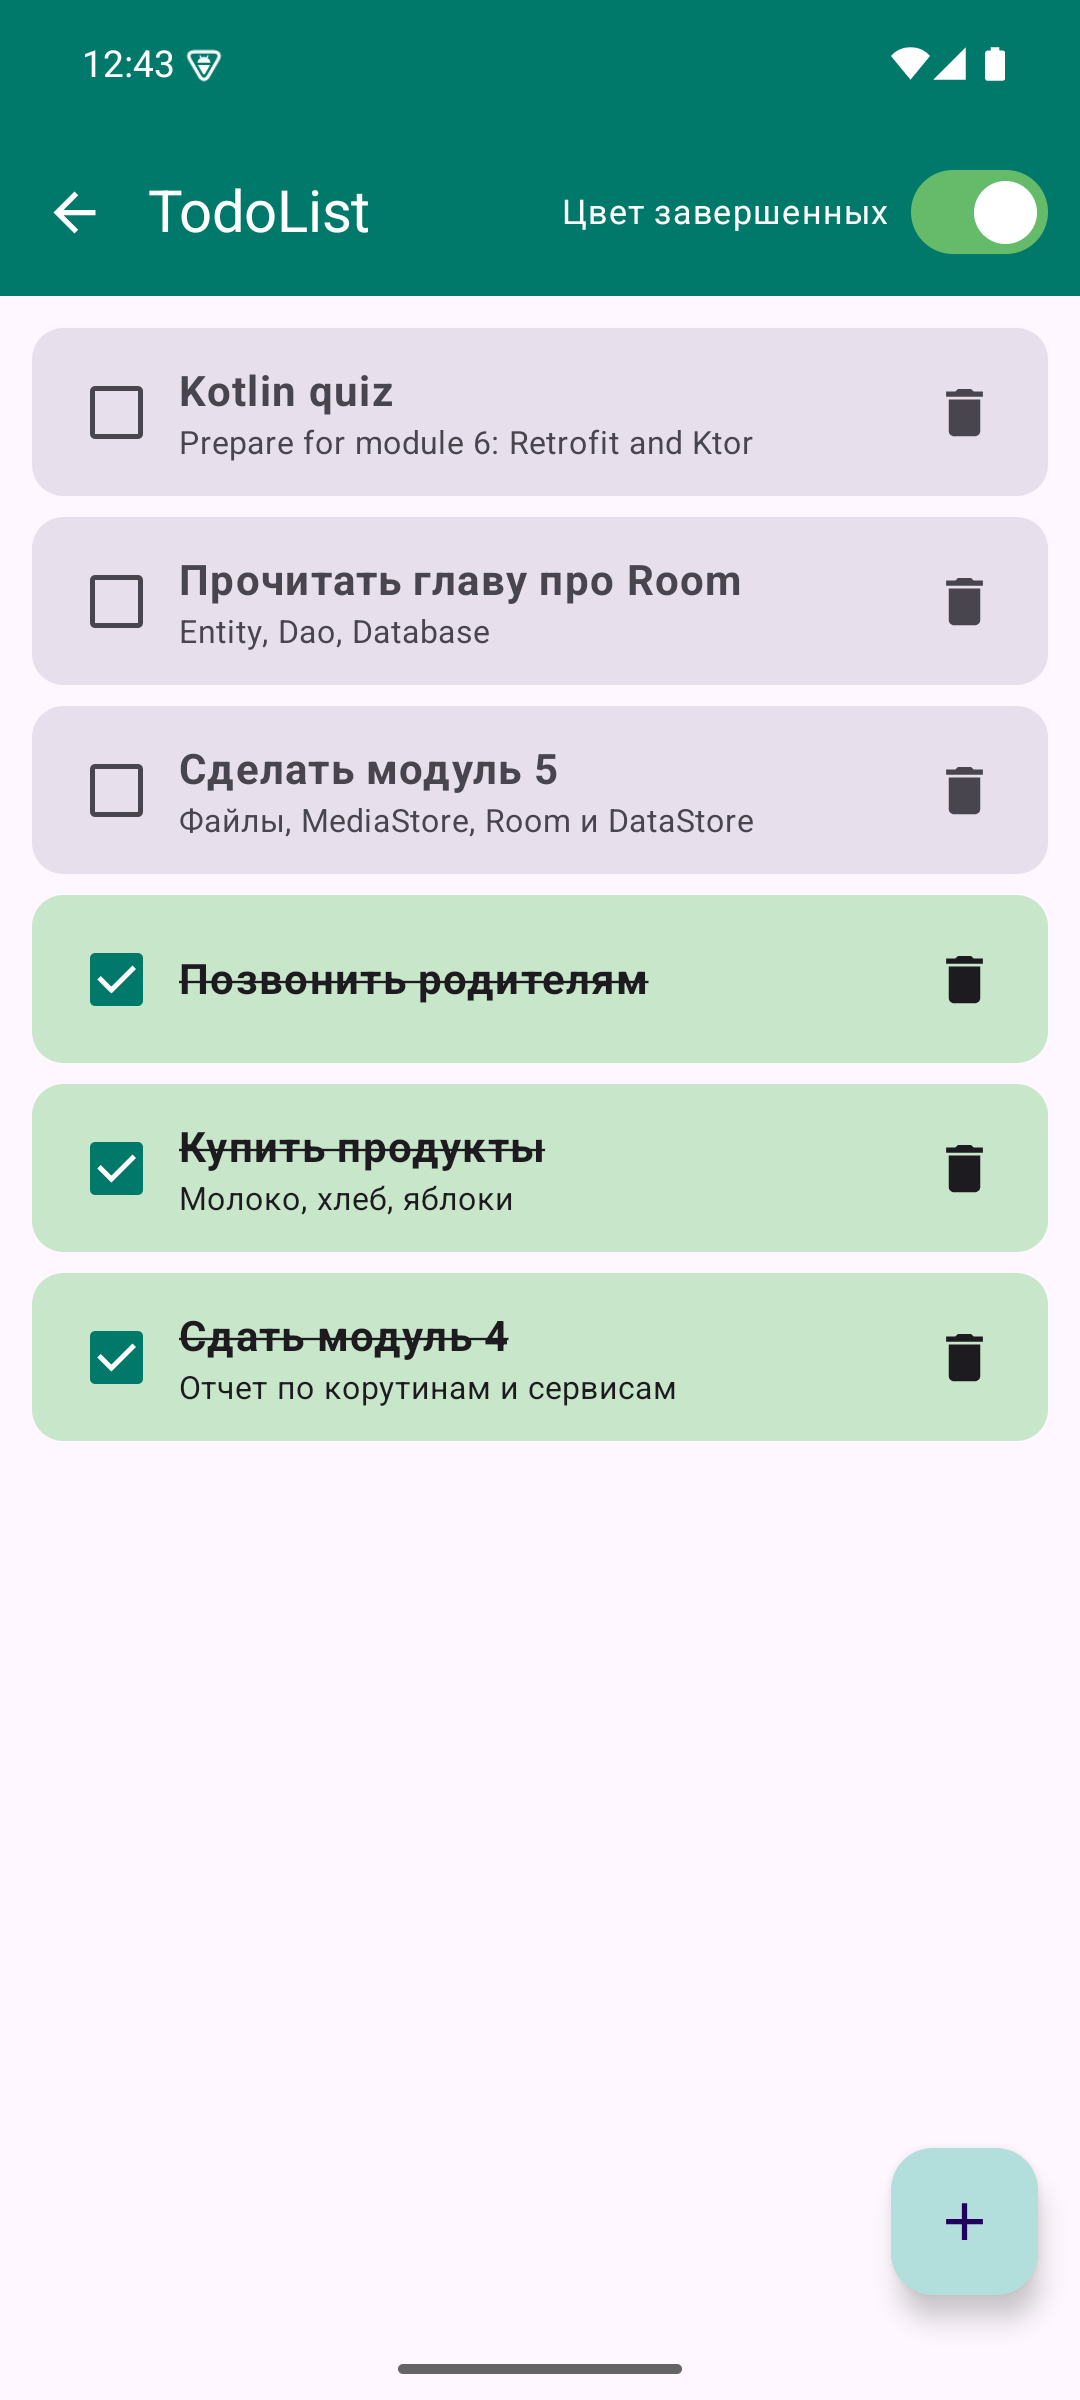 12:43
TodoList
Цвет завершенных
Kotlin quiz
Prepare for module 6: Retrofit and Ktor
Прочитать главу про Room
Entity, Dao, Database
Сделать модуль 5
Файлы, MediaStore, Room и DataStore
Позвонить родителям
Купить продукты
Молоко, хлеб, яблоки
Сдать модуль 4
Отчет по корутинам и сервисам